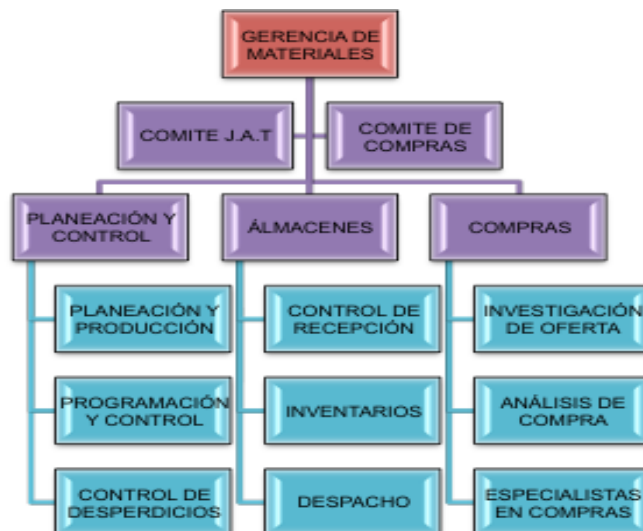 GERENCIA DE
MATERIALES
COMITE J.A.T
COMITE DE
COMPRAS
PLANEACIÓN Y
CONTROL
ÁLMACENES
COMPRAS
PLANEACIÓN Y
PRODUCCIÓN
CONTROL DE
RECEPCIÓN
INVESTIGACIÓN
DE OFERTA
PROGRAMACIÓN
Y CONTROL
INVENTARIOS
ANÁLISIS DE
COMPRA
CONTROL DE
DESPERDICIOS
DESPACHO
ESPECIALISTAS
EN COMPRAS